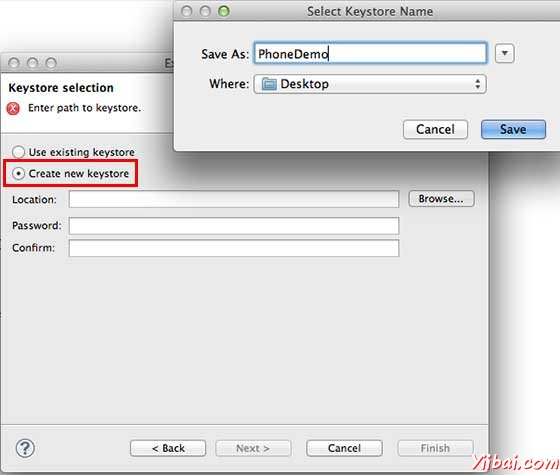 Select Keystore Name
Save As: PhoneDemo
Where: Desktop
Cancel Save
Ex
Keystore selection
Enter path to keystore.
Use existing keystore
Create new keystore
Location: Browse...
Password:
Confirm:
? < Back Next > Cancel Finish
Yiibai.com